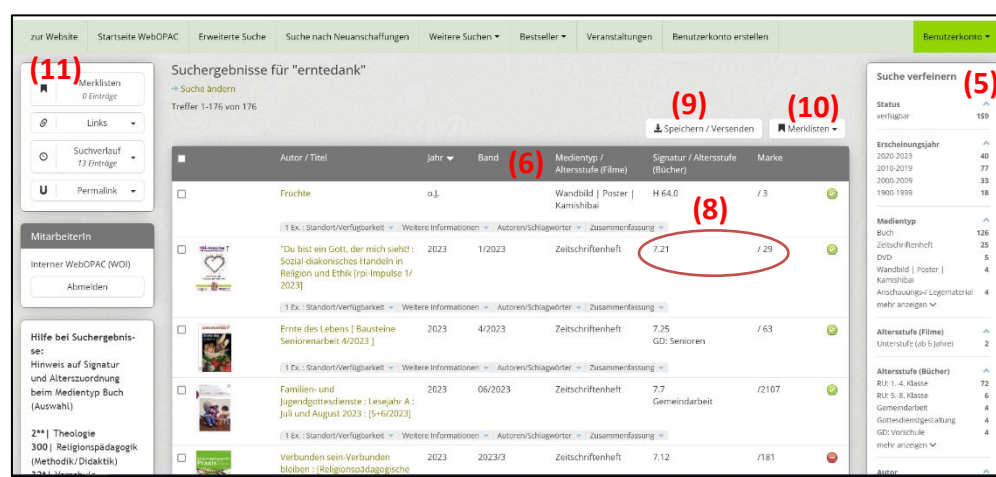 zur Website Startseite WebOPAC Erweiterte Suche Suche nach Neuanschaffungen Weitere Suchen Bestseller Veranstaltungen Benutzerkonto erstellen Benutzerkonto
(11)
Merklisten
0 Einträge
Links
Suchverlauf
13 Einträge
Permalink
MitarbeiterIn
Interner WebOPAC (WOI)
Abmelden
Hilfe bei Suchergebnis-
se:
Hinweis auf Signatur
und Alterszuordnung
beim Medientyp Buch
(Auswahl)
2** | Theologie
300 | Religionspädagogik
(Methodik/Didaktik)
Suchergebnisse für "erntedank"
Suche ändern
Treffer 1-176 von 176
(9)
(10)
Speichern / Versenden Merklisten
Autor / Titel Jahr Band (6) Medientyp / Altersstufe (Filme) Signatur / Altersstufe (Bücher) Marke
Früchte o.J. Wandbild | Poster | H 64.0 / 3
Kamishibai
(8)
1 Ex. : Standort/Verfügbarkeit Weitere Informationen Autoren/Schlagwörter Zusammenfassung
"Du bist ein Gott, der mich sieht! : 2023 1/2023 Zeitschriftenheft 7.21 / 29
Sozial-diakonisches Handeln in
Religion und Ethik [rpi-Impulse 1/
2023]
1 Ex. : Standort/Verfügbarkeit Weitere Informationen Autoren/Schlagwörter Zusammenfassung
Ernte des Lebens [ Bausteine 2023 4/2023 Zeitschriftenheft 7.25 / 63
Seniorenarbeit 4/2023 ] GD: Senioren
1 Ex. : Standort/Verfügbarkeit Weitere Informationen Autoren/Schlagwörter Zusammenfassung
Familien- und 2023 06/2023 Zeitschriftenheft 7.7 /2107
Jugendgottesdienste : Lesejahr A : Gemeindarbeit
Juli und August 2023 : [5+6/2023]
1 Ex. : Standort/Verfügbarkeit Weitere Informationen Autoren/Schlagwörter Zusammenfassung
Verbunden sein-Verbunden 2023 2023/3 Zeitschriftenheft 7.12 /181
bleiben : [Religionspädagogische
Praxis
Suche verfeinern
(5)
Status
verfügbar 159
Erscheinungsjahr
2020-2023 40
2010-2019 77
2000-2009 33
1900-1999 18
Medientyp
Buch 126
Zeitschriftenheft 25
DVD 5
Wandbild | Poster | 4
Kamishibai
Anschauungs-/ Legematerial 4
mehr anzeigen
Altersstufe (Filme)
Unterstufe (ab 6 Jahre) 2
Altersstufe (Bücher)
RU: 1.-4. Klasse 72
RU: 5.-8. Klasse 6
Gemeindarbeit 4
Gottesdienstgestaltung 4
GD: Vorschule 4
mehr anzeigen
Autor